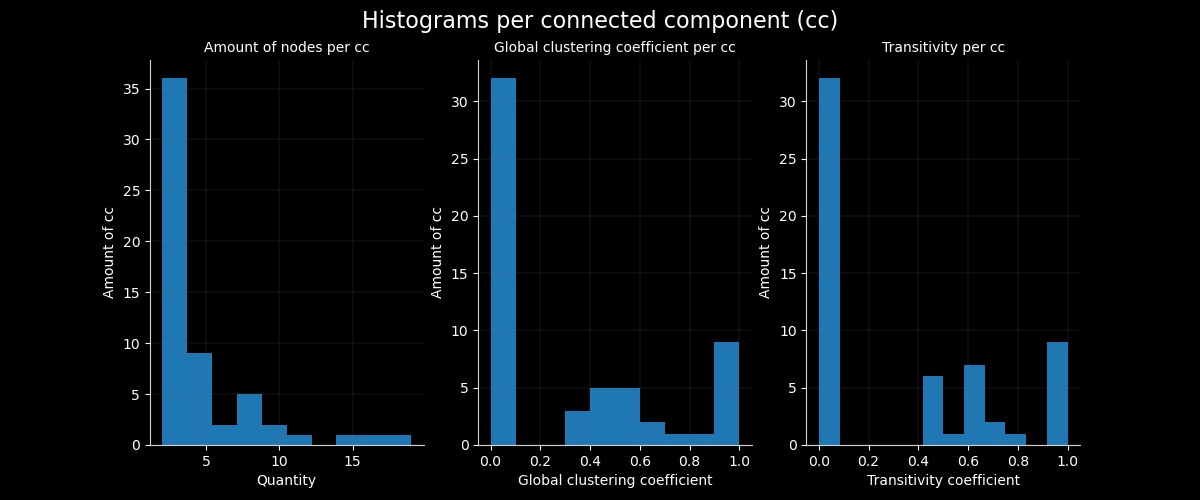 Histograms per connected component (cc)
Amount of nodes per cc
Amount of cc
35
30
25
20
15
10
5
0
5 10 15
Quantity
Global clustering coefficient per cc
Amount of cc
30
25
20
15
10
5
0
0.0 0.2 0.4 0.6 0.8 1.0
Global clustering coefficient
Transitivity per cc
Amount of cc
30
25
20
15
10
5
0
0.0 0.2 0.4 0.6 0.8 1.0
Transitivity coefficient